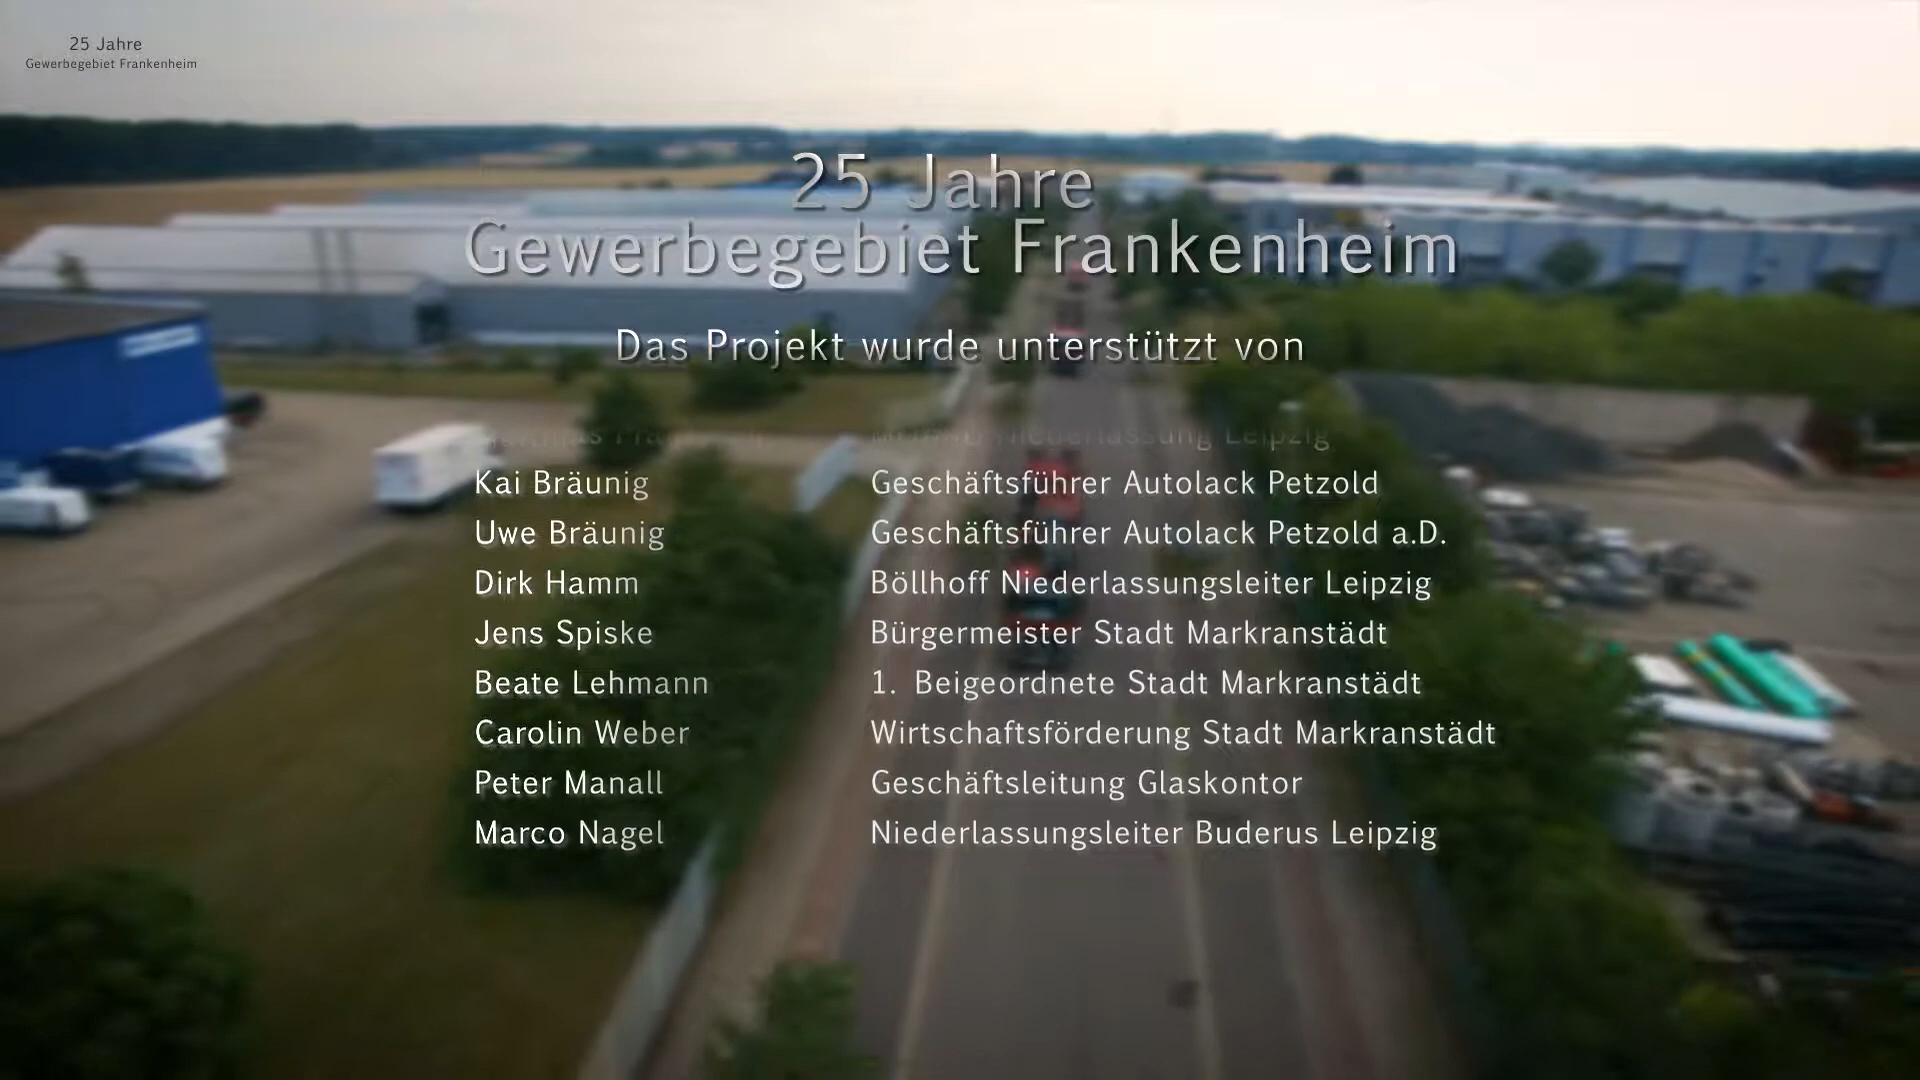 25 Jahre
Gewerbegebiet Frankenheim
25 Jahre
Gewerbegebiet Frankenheim
Das Projekt wurde unterstützt von
Niederlassung Leipzig
Kai Bräunig Geschäftsführer Autolack Petzold
Uwe Bräunig Geschäftsführer Autolack Petzold a.D.
Dirk Hamm Böllhoff Niederlassungsleiter Leipzig
Jens Spiske Bürgermeister Stadt Markranstädt
Beate Lehmann 1. Beigeordnete Stadt Markranstädt
Carolin Weber Wirtschaftsförderung Stadt Markranstädt
Peter Manall Geschäftsleitung Glaskontor
Marco Nagel Niederlassungsleiter Buderus Leipzig